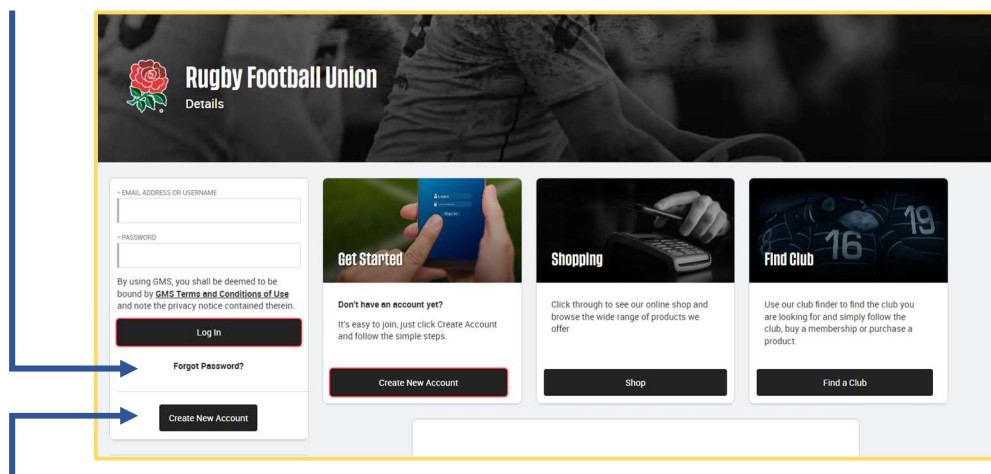 Rugby Football Union
Details
* EMAIL ADDRESS OR USERNAME
* PASSWORD
By using GMS, you shall be deemed to be
bound by GMS Terms and Conditions of Use
and note the privacy notice contained therein.
Log In
Forgot Password?
Create New Account
Login
Sign In
Get Started
Don't have an account yet?
It's easy to join, just click Create Account
and follow the simple steps.
Create New Account
Shopping
Click through to see our online shop and
browse the wide range of products we
offer
Shop
16
19
Find Club
Use our club finder to find the club you
are looking for and simply follow the
club, buy a membership or purchase a
product.
Find a Club